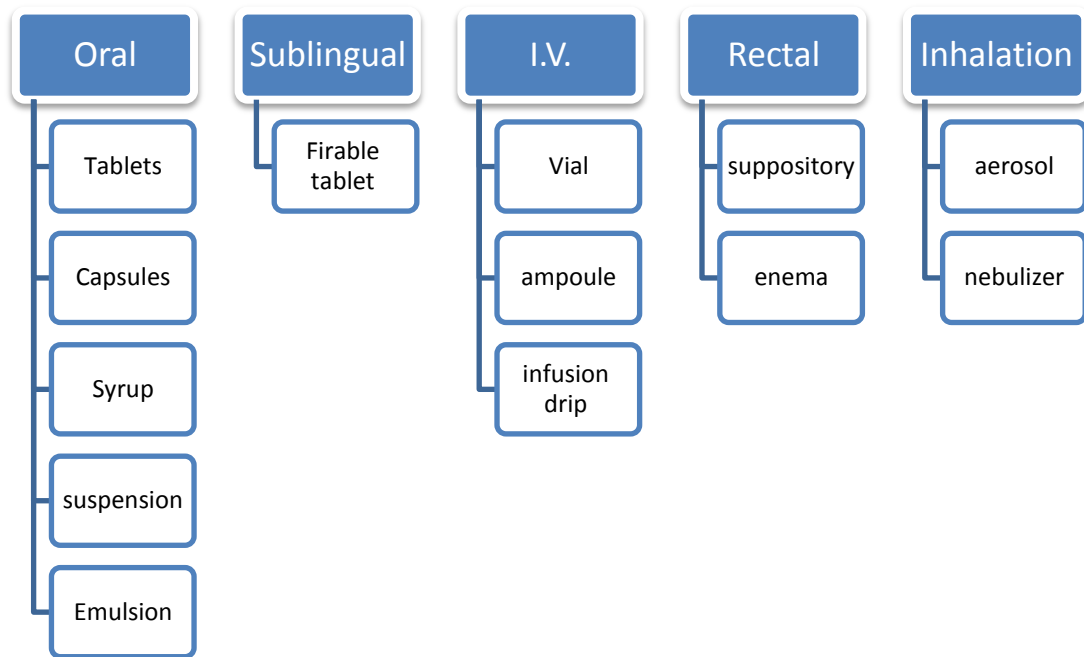 Oral
Tablets
Capsules
Syrup
suspension
Emulsion
Sublingual
Firable
tablet
I.V.
Vial
ampoule
infusion
drip
Rectal
suppository
enema
Inhalation
aerosol
nebulizer